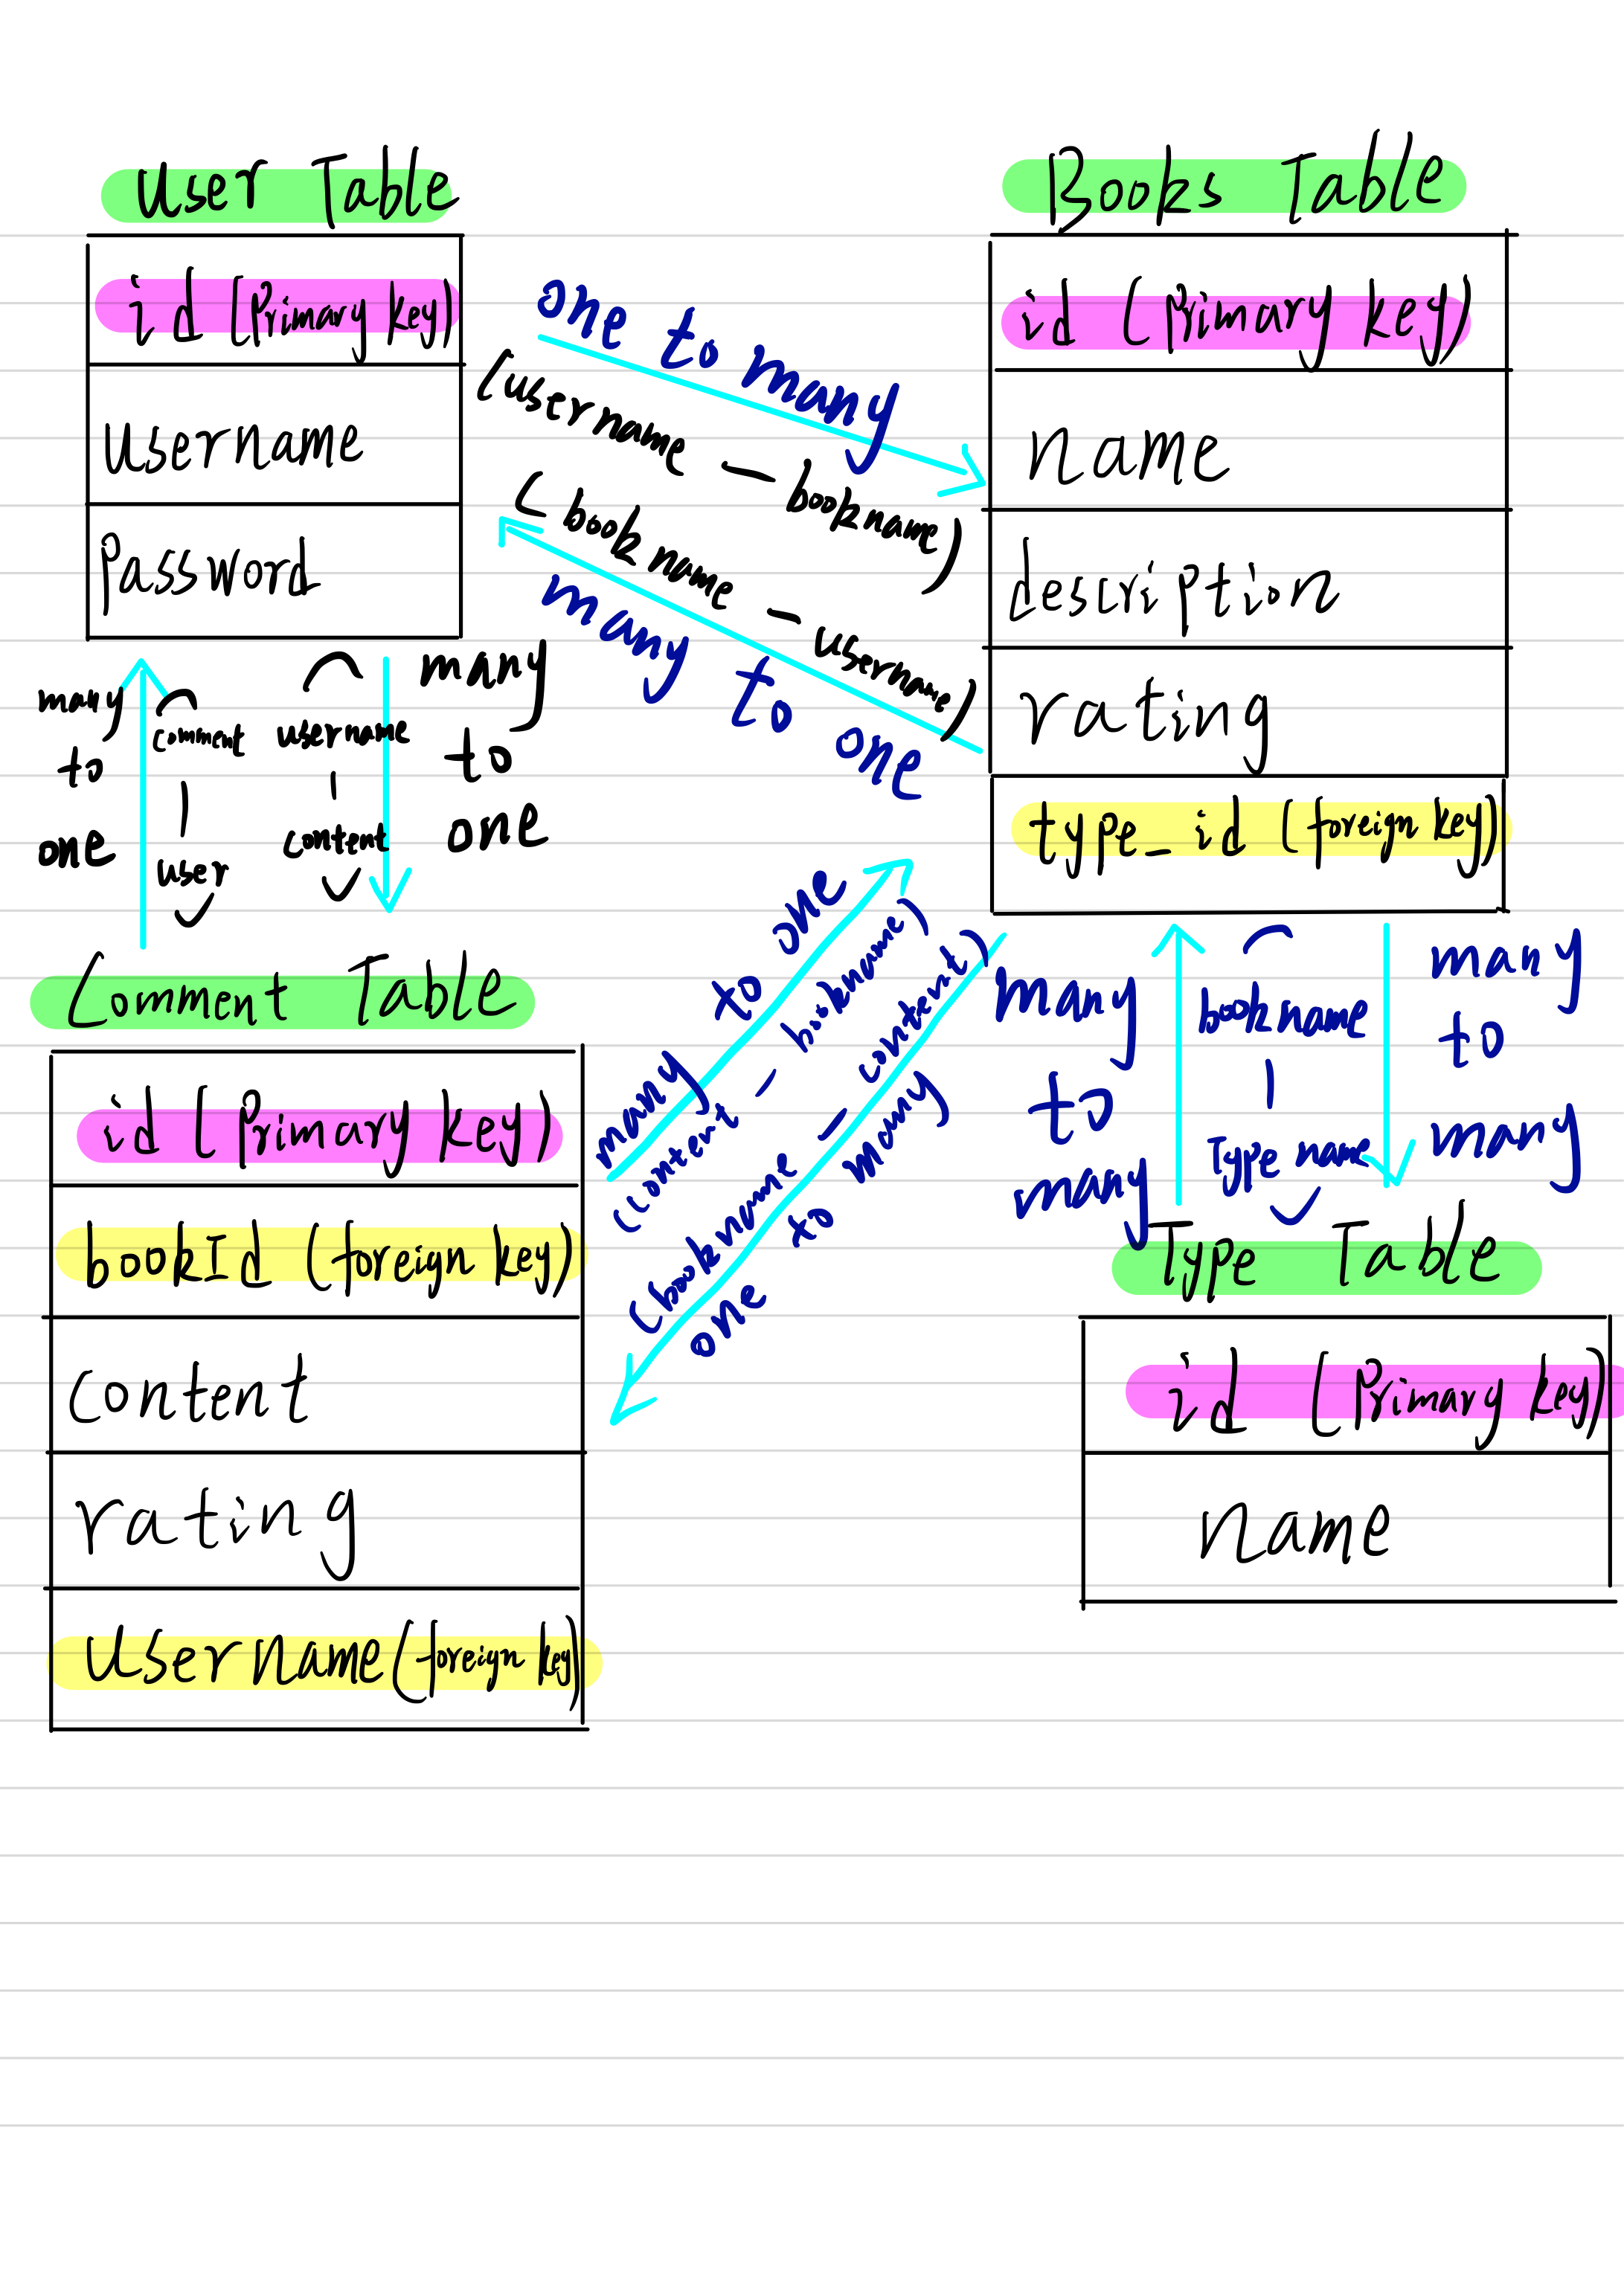 User Table
id (Primary key)
username
Password
one to many
(username - bookname)
(bookname - username)
many to one
Books Table
id (Primary key)
name
description
rating
type_id (foreign key)
many
to
one
(comment
-
user)
(username
-
content)
many
to
one
Comment Table
id (Primary key)
bookId (foreign key)
content
rating
Username (foreign key)
many to one
(content - bookname)
(bookname - content)
one to many
many
to
many
(bookname
-
Type name)
many
to
many
Type Table
id (Primary key)
name